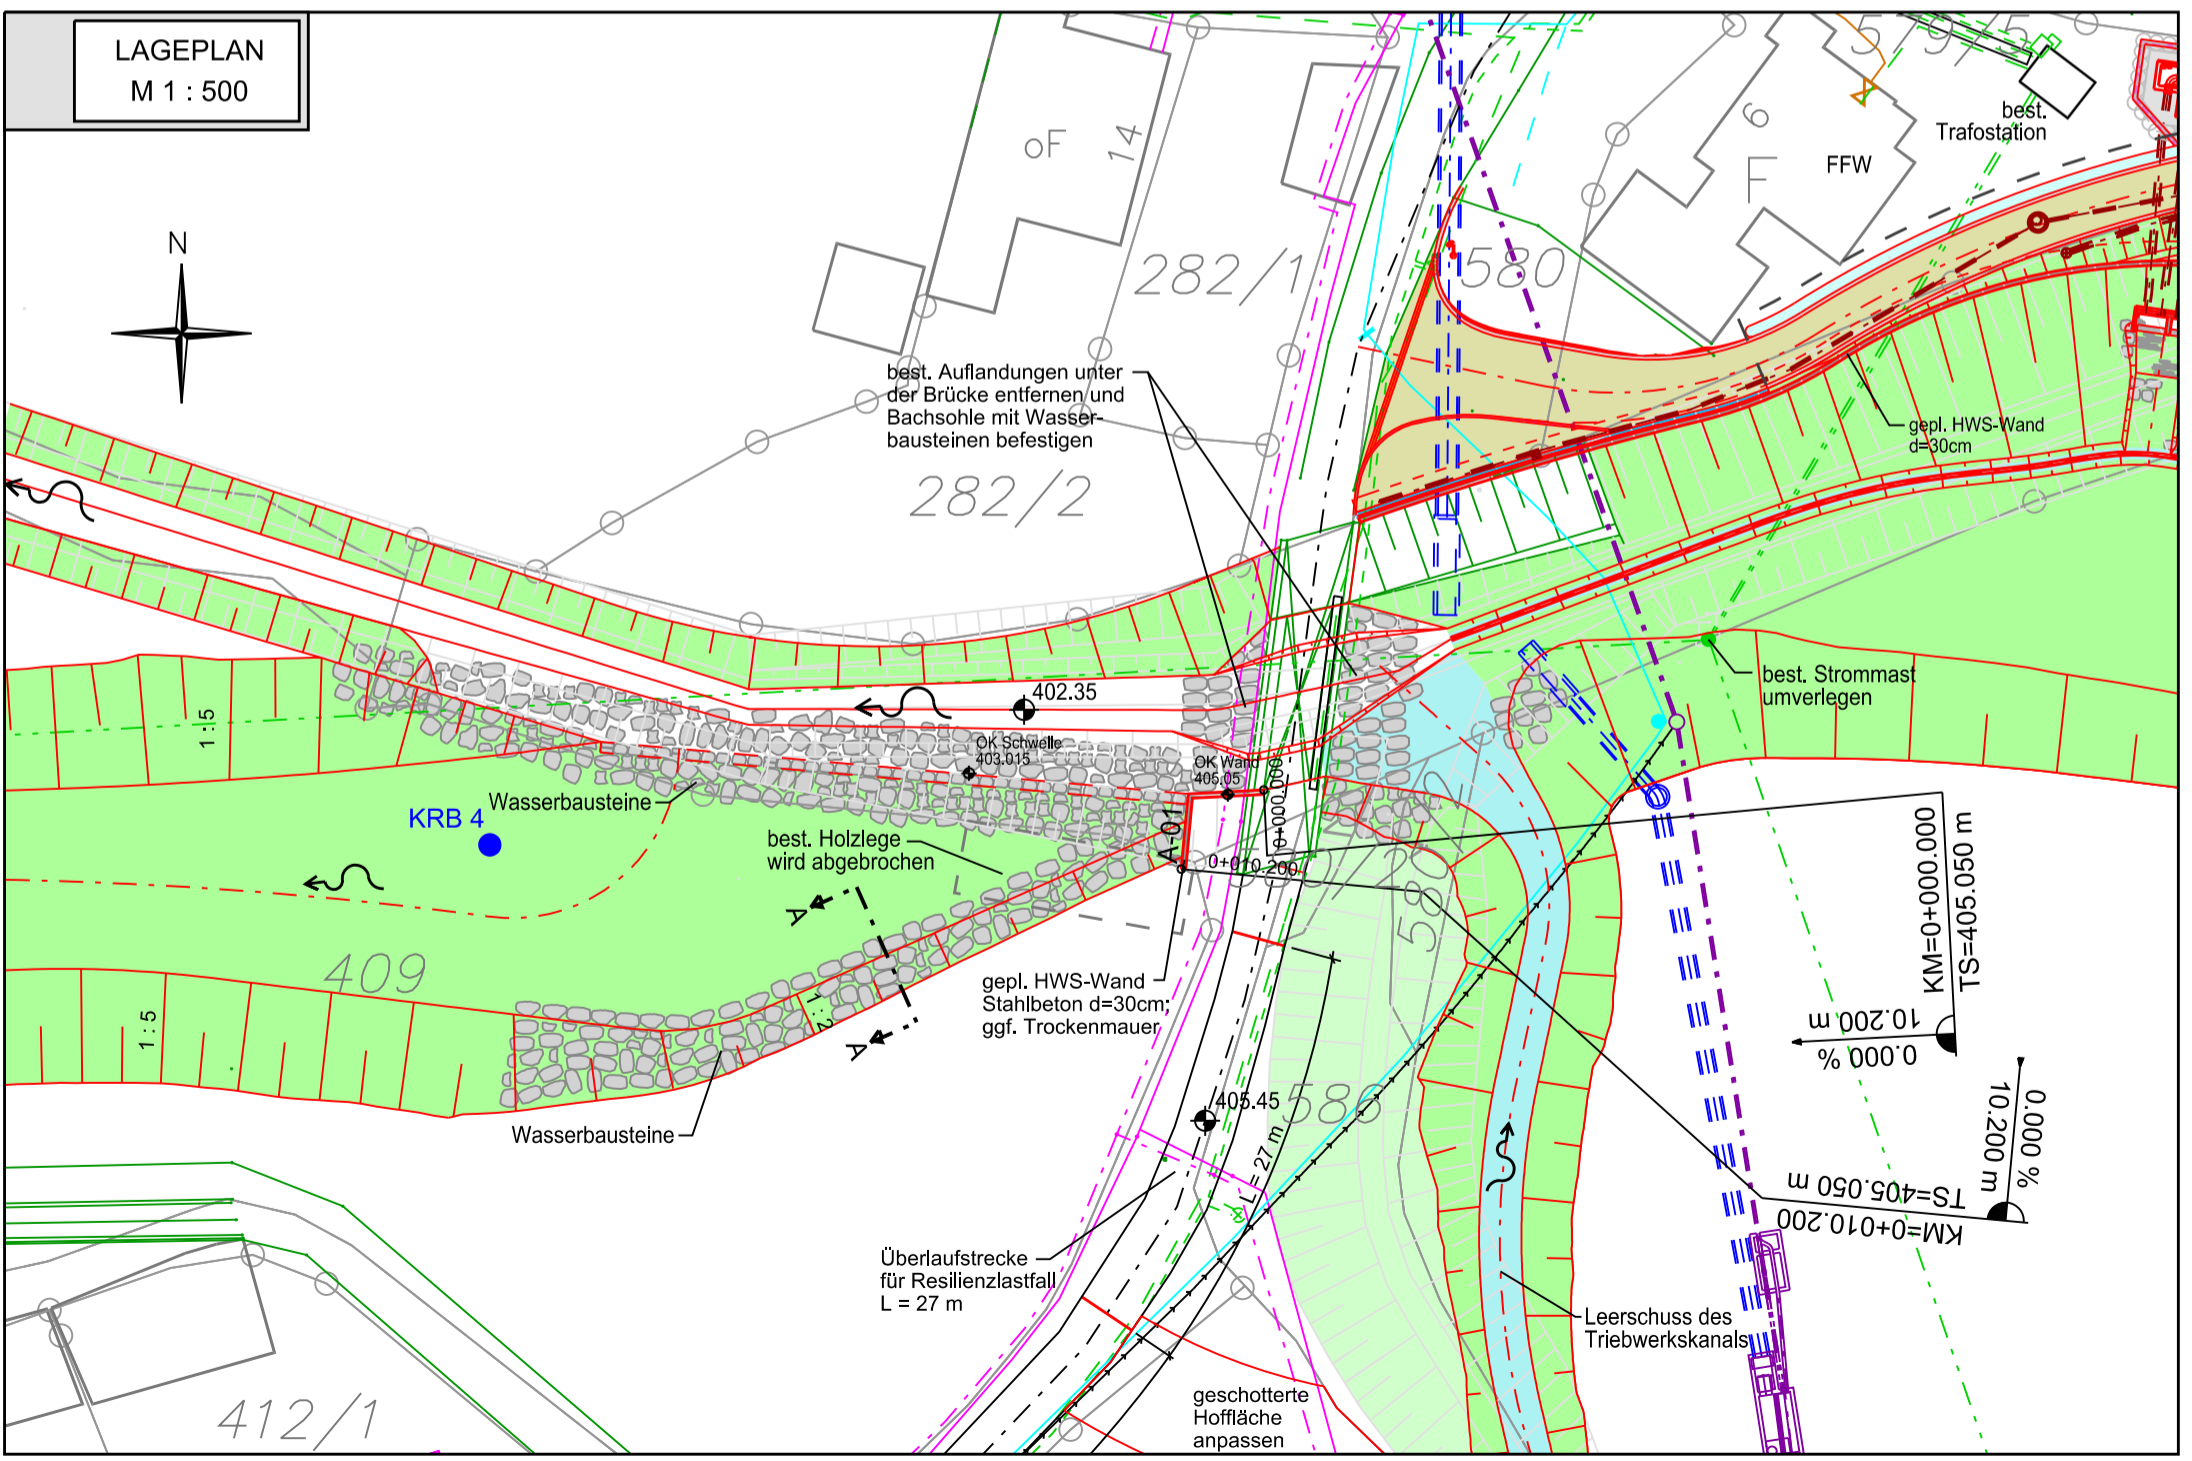 LAGEPLAN
M 1 : 500
N
oF
14
282/1
282/2
best. Auflandungen unter
der Brücke entfernen und
Bachsohle mit Wasser-
bausteinen befestigen
580
6
F
FFW
best.
Trafostation
gepl. HWS-Wand
d=30cm
best. Strommast
umverlegen
402.35
OK Schwelle
403.015
OK Wand
405.05
1:5
Wasserbausteine
KRB 4
best. Holzlege
wird abgebrochen
A-01
0+000.000
0+010.200
A
A
409
1:5
1:2
gepl. HWS-Wand
Stahlbeton d=30cm;
ggf. Trockenmauer
Wasserbausteine
405.45
586
L= 27 m
Überlaufstrecke
für Resilienzlastfall
L = 27 m
Leerschuss des
Triebwerkskanals
geschotterte
Hoffläche
anpassen
412/1
KM=0+000.000
TS=405.050 m
10.200 m
0.000 %
0.000 %
10.200 m
TS=405.050 m
KM=0+010.200